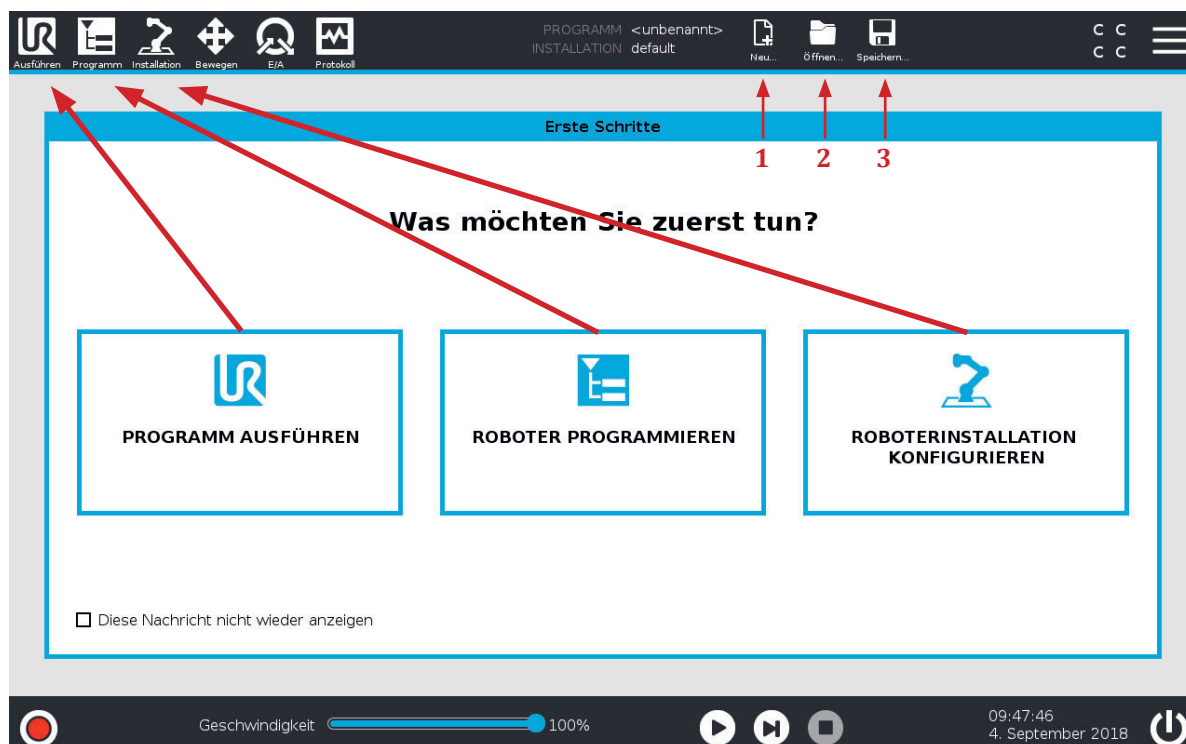 Ausführen Programm Installation Bewegen E/A Protokoll
PROGRAMM <unbenannt>
INSTALLATION default
Neu... Öffnen... Speichern...
C C
C C
Erste Schritte
1 2 3
Was möchten Sie zuerst tun?
PROGRAMM AUSFÜHREN
ROBOTER PROGRAMMIEREN
ROBOTERINSTALLATION
KONFIGURIEREN
Diese Nachricht nicht wieder anzeigen
Geschwindigkeit 100%
09:47:46
4. September 2018